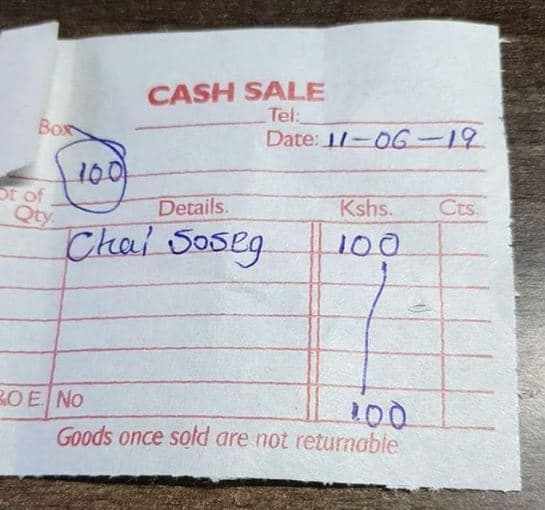 CASH SALE
Tel:
Box
Date: 11-06-19
100
Qty. Details. Kshs. Cts.
Chai Soseg 100
&OE No 100
Goods once sold are not returnable